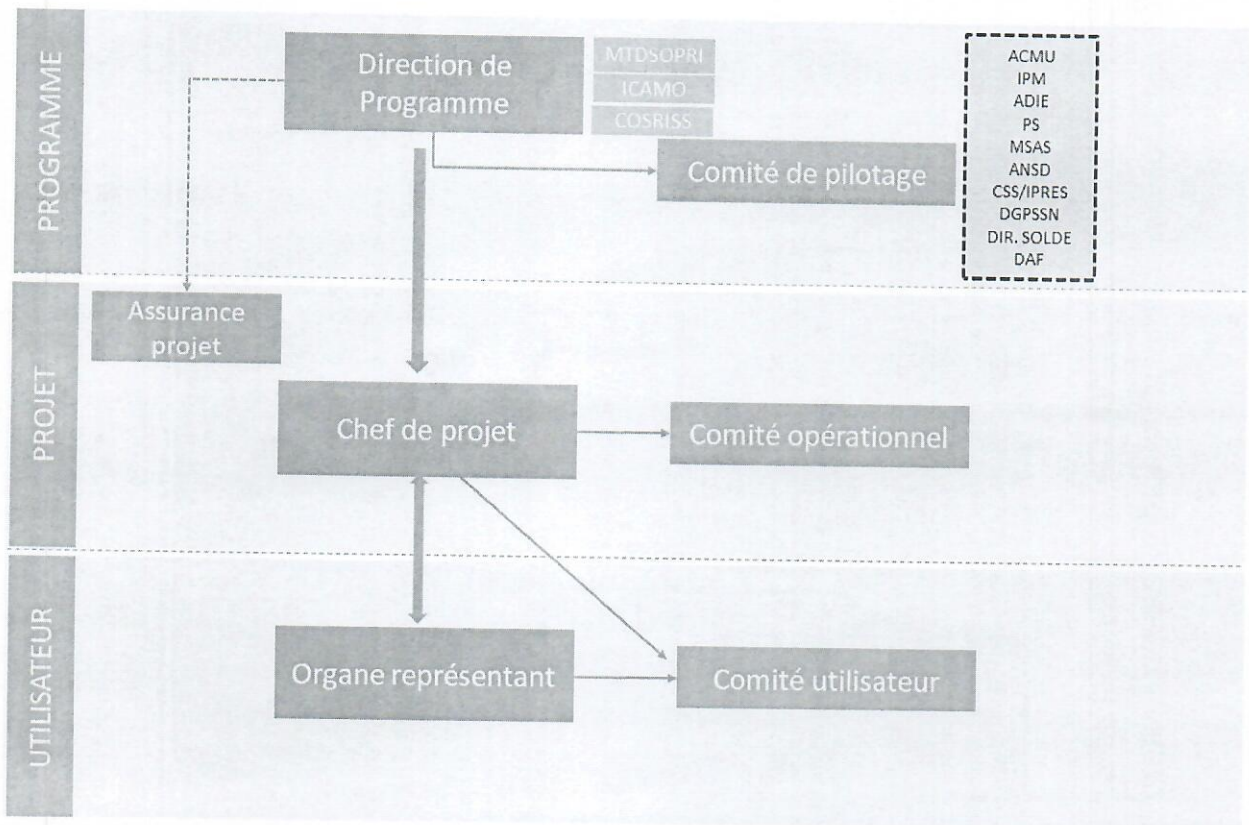 PROGRAMME
Direction de
Programme
MTDSOPRI
ICAMO
COSRISS
Comité de pilotage
ACMU
IPM
ADIE
PS
MSAS
ANSD
CSS/IPRES
DGPSSN
DIR. SOLDE
DAF
PROJET
Assurance
projet
Chef de projet
Comité opérationnel
UTILISATEUR
Organe représentant
Comité utilisateur